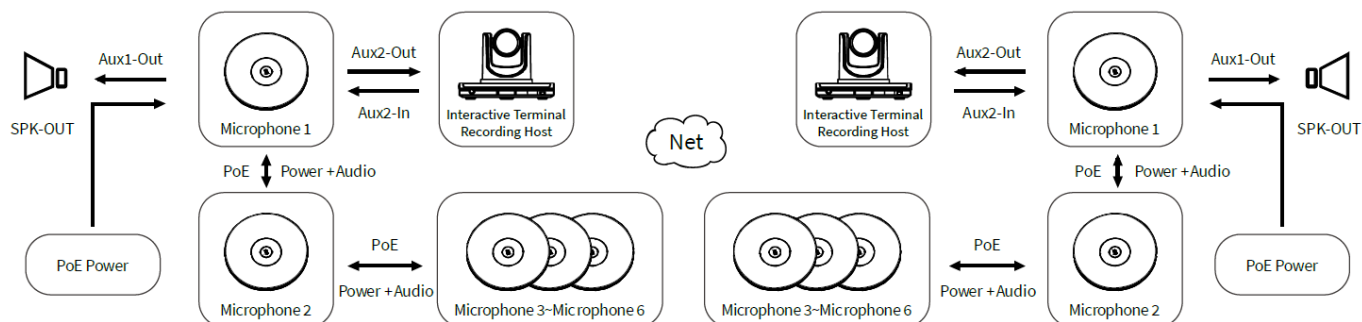 Aux1-Out
SPK-OUT
Microphone 1
Aux2-Out
Aux2-In
Interactive Terminal
Recording Host
PoE
Power +Audio
PoE Power
Microphone 2
PoE
Power +Audio
Microphone 3~Microphone 6
Net
Interactive Terminal
Recording Host
Aux2-Out
Aux2-In
Microphone 1
Aux1-Out
SPK-OUT
PoE
Power +Audio
Microphone 3~Microphone 6
PoE
Power +Audio
Microphone 2
PoE Power